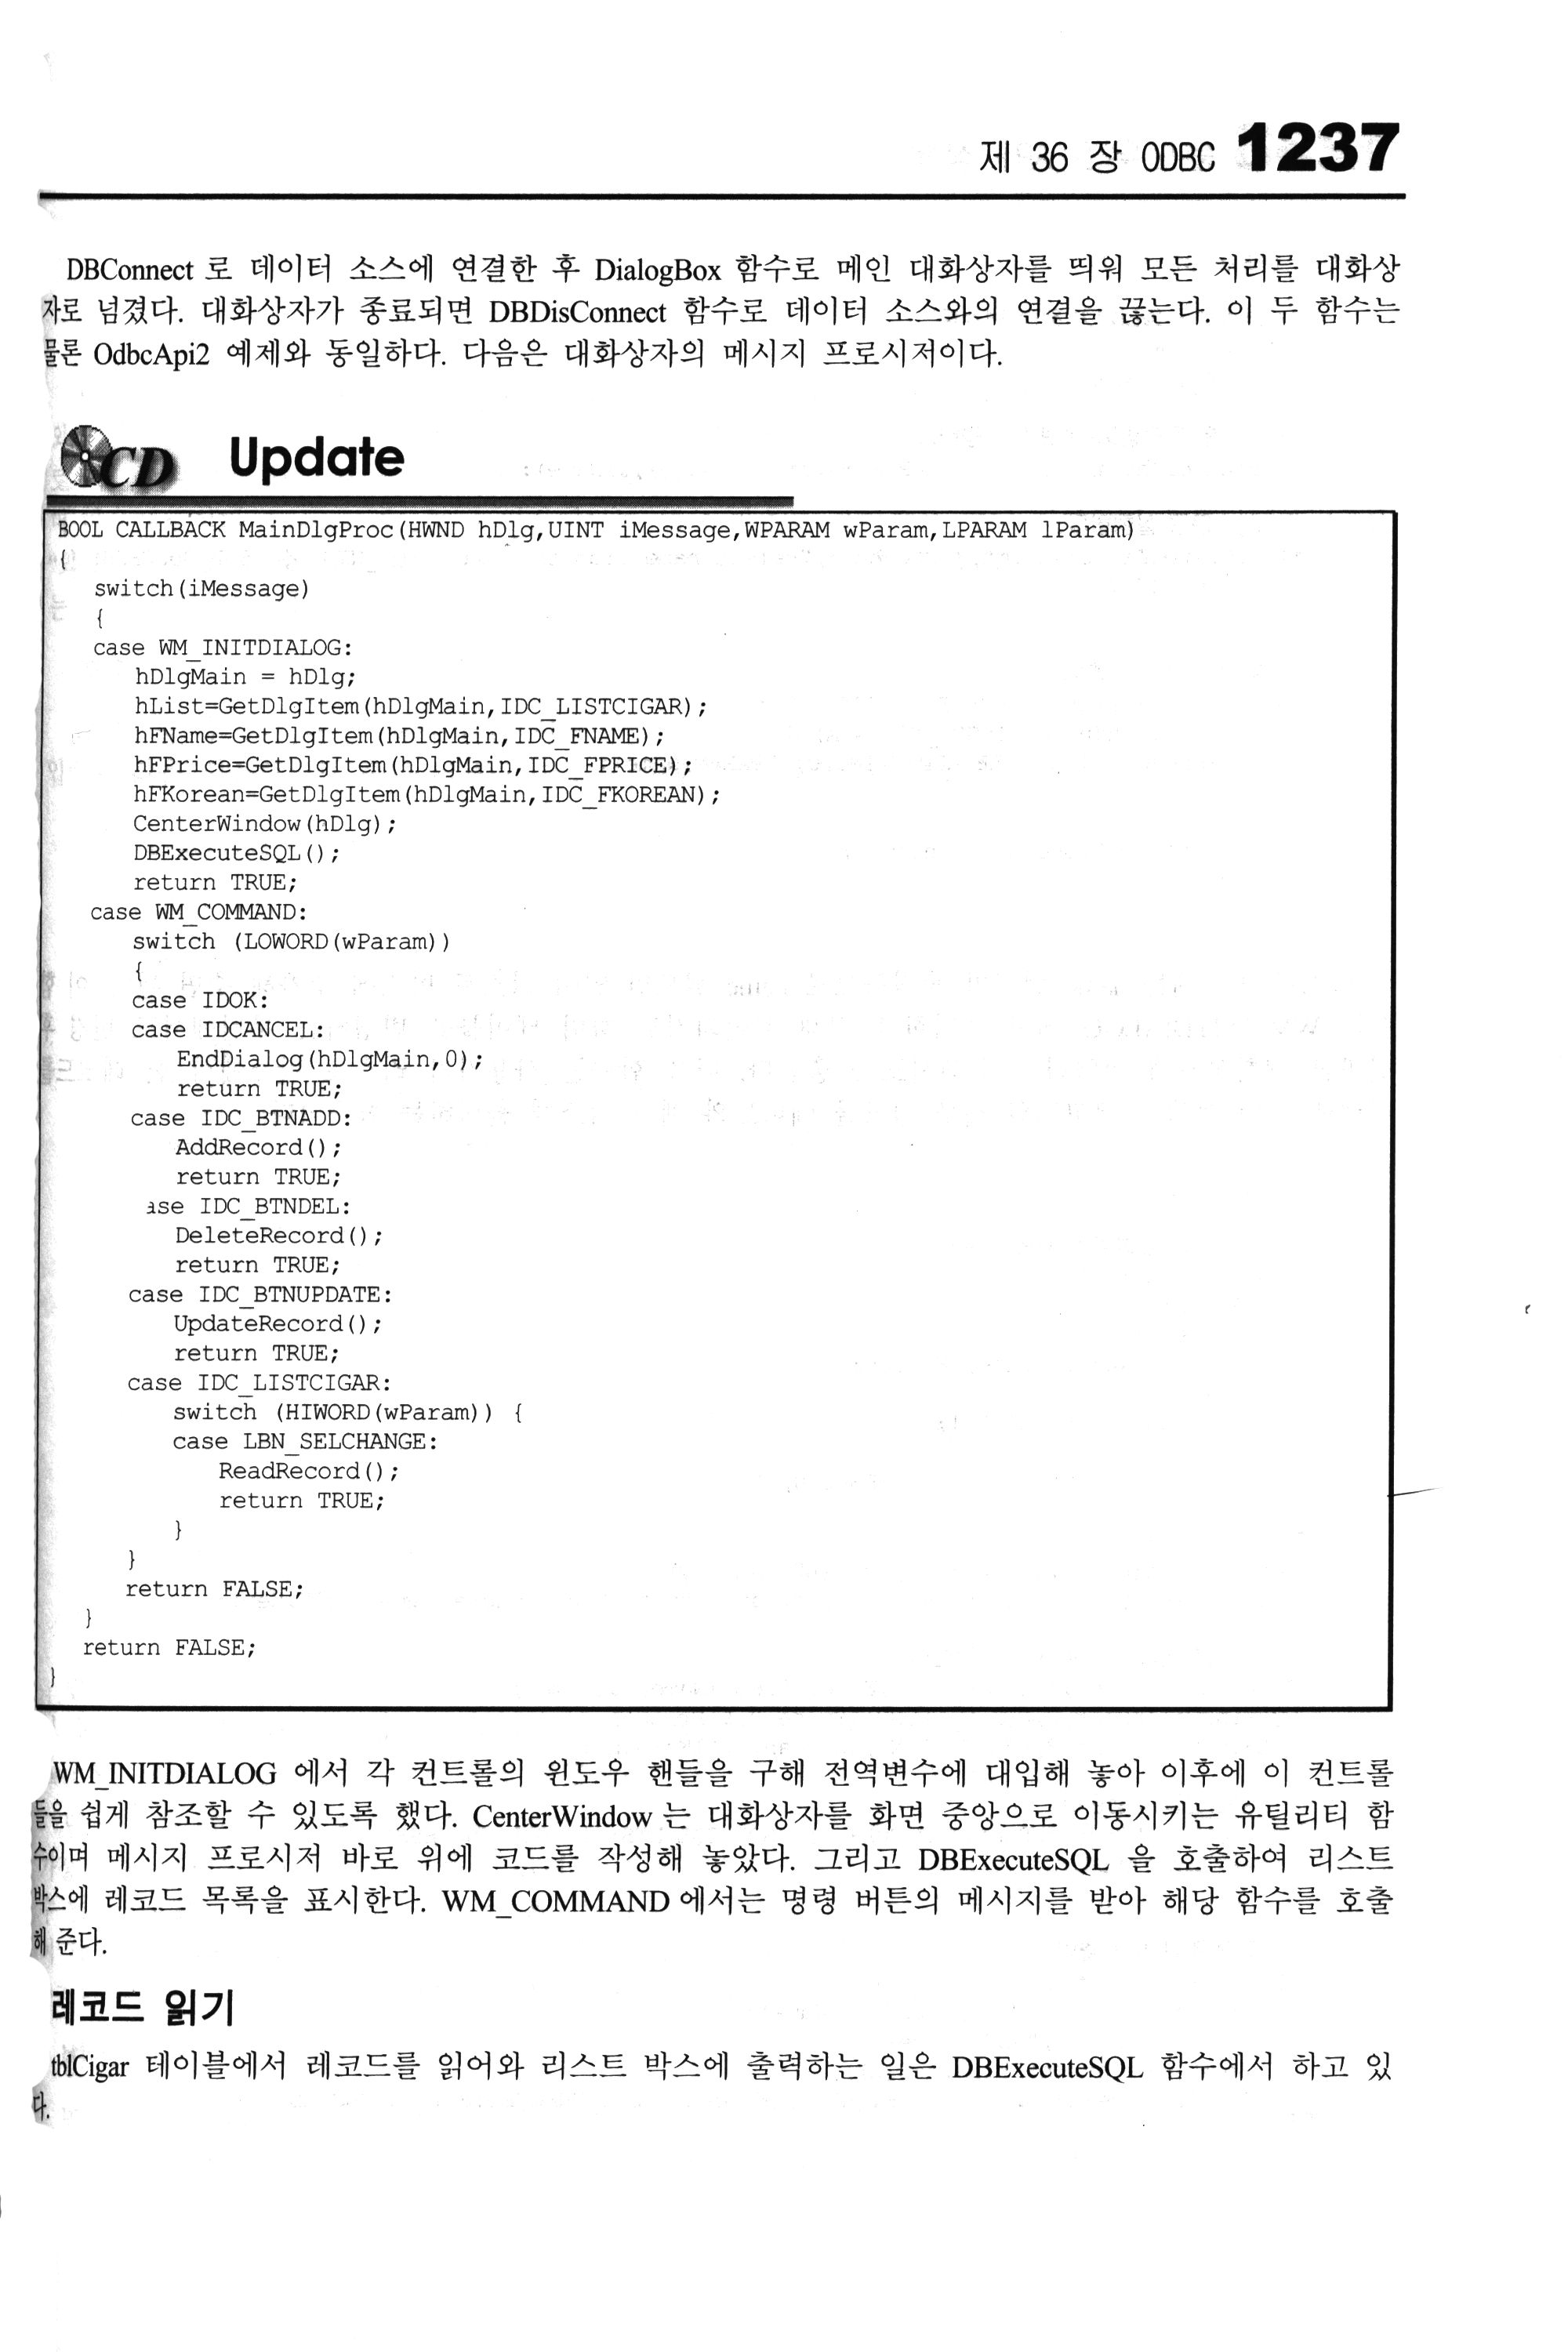 제 36 장 ODBC 1237
DBConnect 로 데이터 소스에 연결한 후 DialogBox 함수로 메인 대화상자를 띄워 모든 처리를 대화상
자로 넘겼다. 대화상자가 종료되면 DBDisConnect 함수로 데이터 소스와의 연결을 끊는다. 이 두 함수는
물론 OdbcApi2 예제와 동일하다. 다음은 대화상자의 메시지 프로시저이다.
CD Update
BOOL CALLBACK MainDlgProc(HWND hDlg,UINT iMessage,WPARAM wParam,LPARAM lParam)
{
switch(iMessage)
{
case WM_INITDIALOG:
hDlgMain = hDlg;
hList=GetDlgItem(hDlgMain,IDC_LISTCIGAR);
hFName=GetDlgItem(hDlgMain,IDC_FNAME);
hFPrice=GetDlgItem(hDlgMain,IDC_FPRICE);
hFKorean=GetDlgItem(hDlgMain,IDC_FKOREAN);
CenterWindow(hDlg);
DBExecuteSQL();
return TRUE;
case WM_COMMAND:
switch (LOWORD(wParam))
{
case IDOK:
case IDCANCEL:
EndDialog(hDlgMain,0);
return TRUE;
case IDC_BTNADD:
AddRecord();
return TRUE;
ase IDC_BTNDEL:
DeleteRecord();
return TRUE;
case IDC_BTNUPDATE:
UpdateRecord();
return TRUE;
case IDC_LISTCIGAR:
switch (HIWORD(wParam)) {
case LBN_SELCHANGE:
ReadRecord();
return TRUE;
}
}
return FALSE;
}
return FALSE;
}
WM_INITDIALOG 에서 각 컨트롤의 윈도우 핸들을 구해 전역변수에 대입해 놓아 이후에 이 컨트롤
들을 쉽게 참조할 수 있도록 했다. CenterWindow 는 대화상자를 화면 중앙으로 이동시키는 유틸리티 함
수이며 메시지 프로시저 바로 위에 코드를 작성해 놓았다. 그리고 DBExecuteSQL 을 호출하여 리스트
박스에 레코드 목록을 표시한다. WM_COMMAND 에서는 명령 버튼의 메시지를 받아 해당 함수를 호출
해 준다.
레코드 읽기
tblCigar 테이블에서 레코드를 읽어와 리스트 박스에 출력하는 일은 DBExecuteSQL 함수에서 하고 있
다.